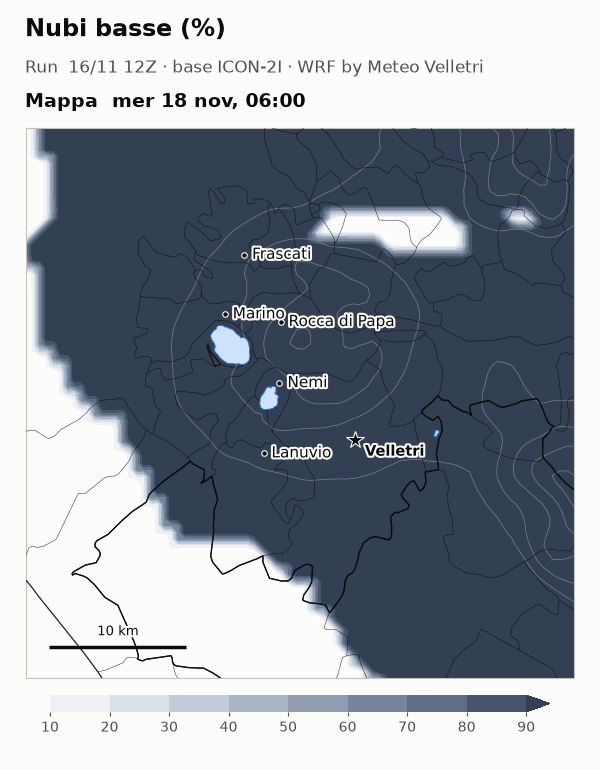 Nubi basse (%)
Run  16/11 12Z · base ICON-2I · WRF by Meteo Velletri
Mappa  mer 18 nov, 06:00
Frascati
Marino
Rocca di Papa
Nemi
Velletri
Lanuvio
10 km
10 20 30 40 50 60 70 80 90